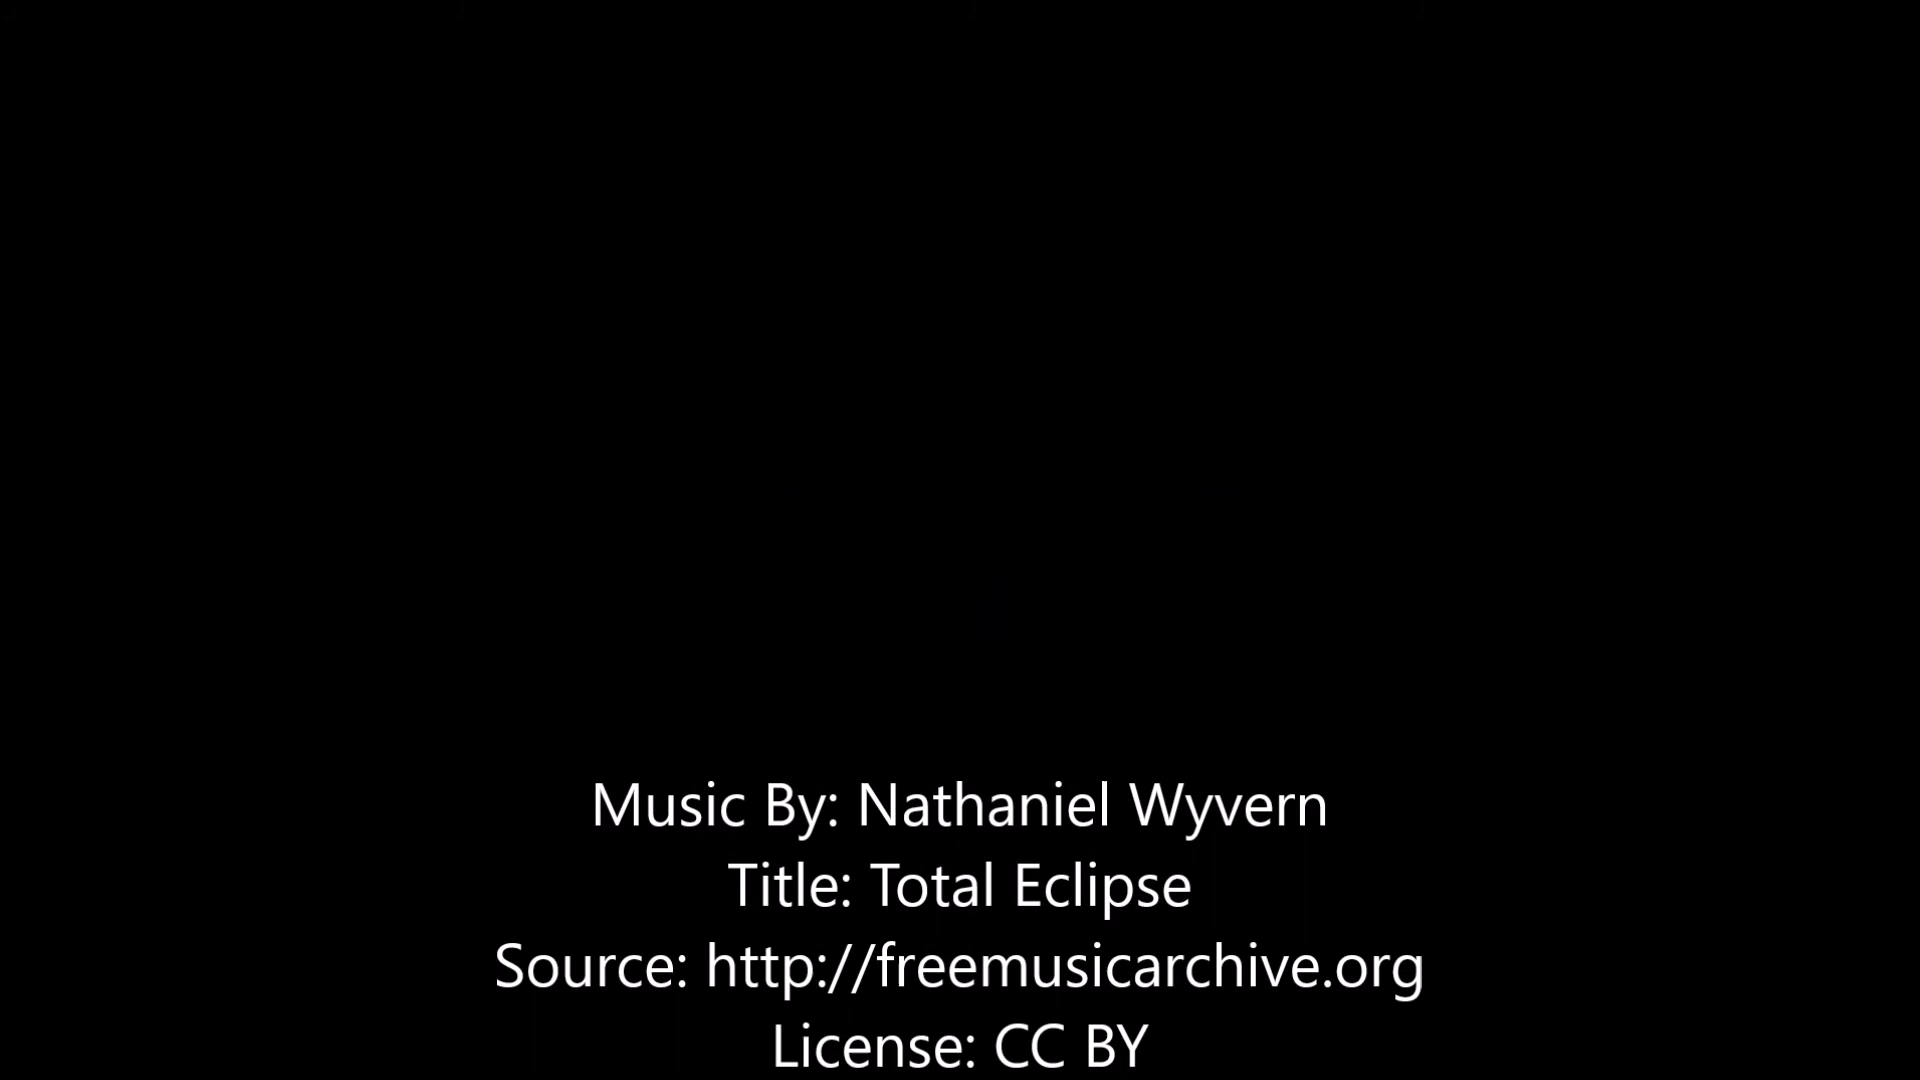 Music By: Nathaniel Wyvern
Title: Total Eclipse
Source: http://freemusicarchive.org
License: CC BY